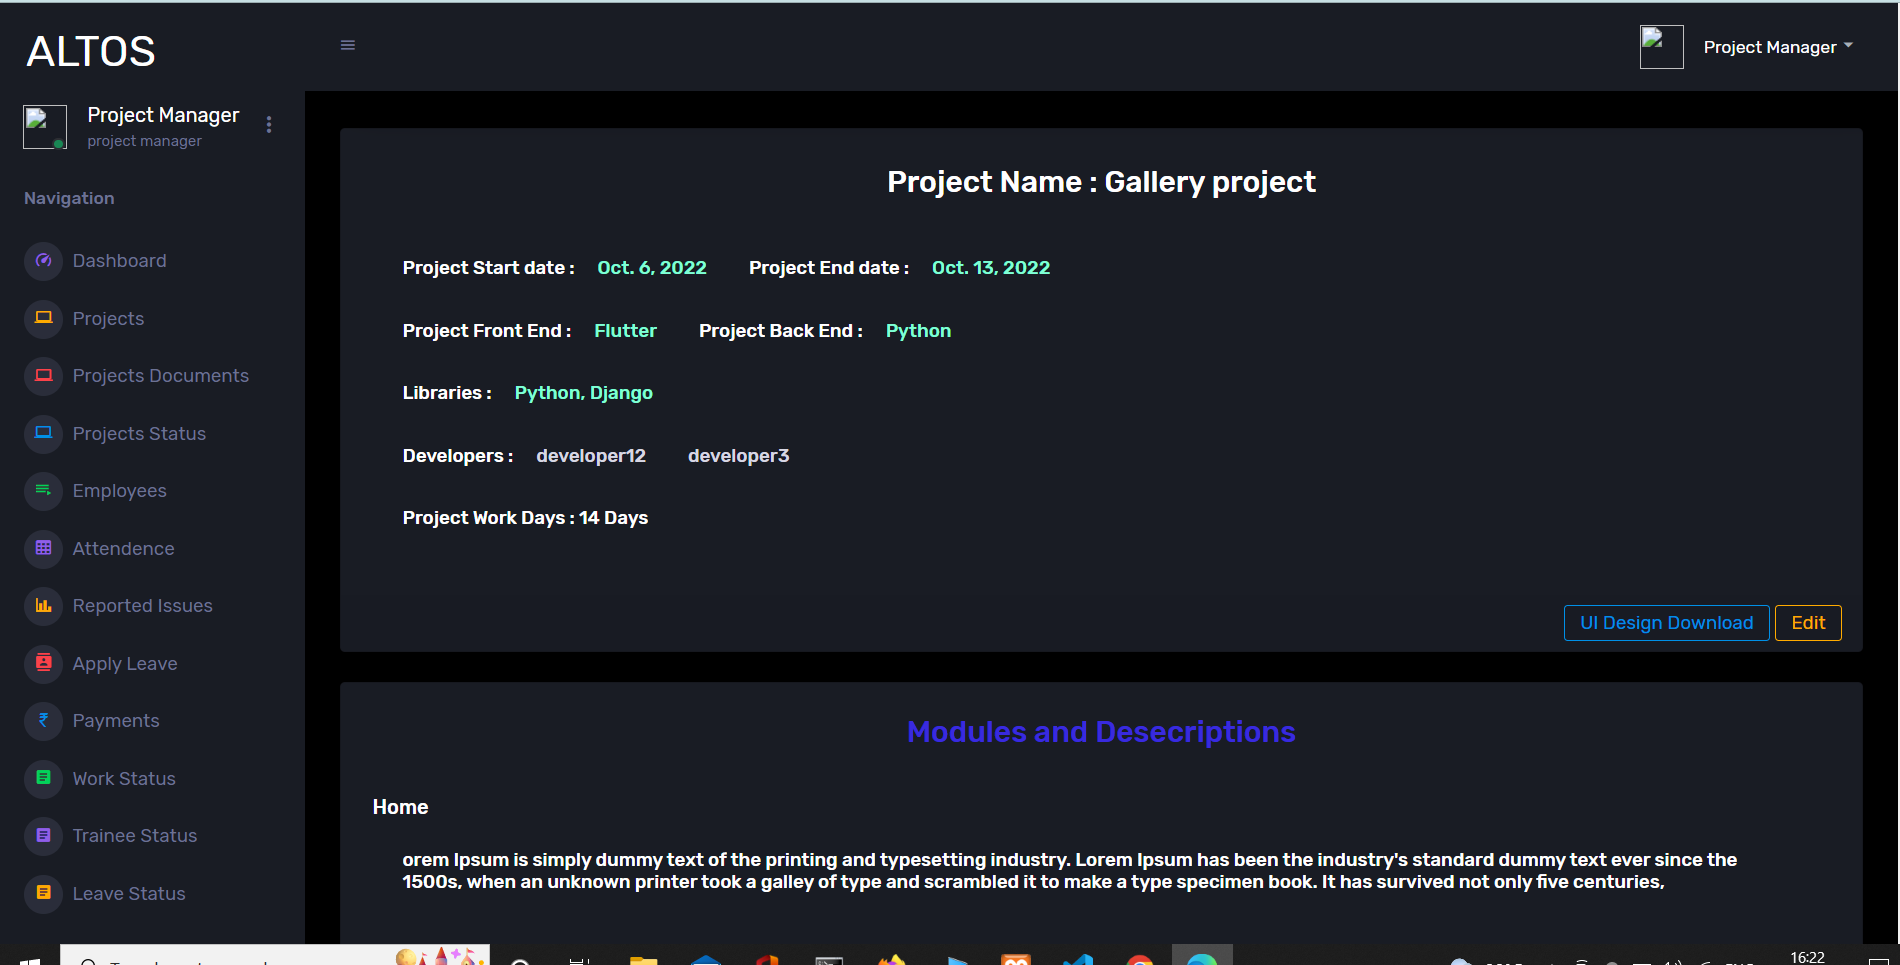 ALTOS
Project Manager
Project Manager
project manager
Navigation
Dashboard
Projects
Projects Documents
Projects Status
Employees
Attendence
Reported Issues
Apply Leave
Payments
Work Status
Trainee Status
Leave Status
Project Name : Gallery project
Project Start date : Oct. 6, 2022 Project End date : Oct. 13, 2022
Project Front End : Flutter Project Back End : Python
Libraries : Python, Django
Developers : developer12 developer3
Project Work Days : 14 Days
UI Design Download Edit
Modules and Desecriptions
Home
orem Ipsum is simply dummy text of the printing and typesetting industry. Lorem Ipsum has been the industry's standard dummy text ever since the
1500s, when an unknown printer took a galley of type and scrambled it to make a type specimen book. It has survived not only five centuries,
16:22